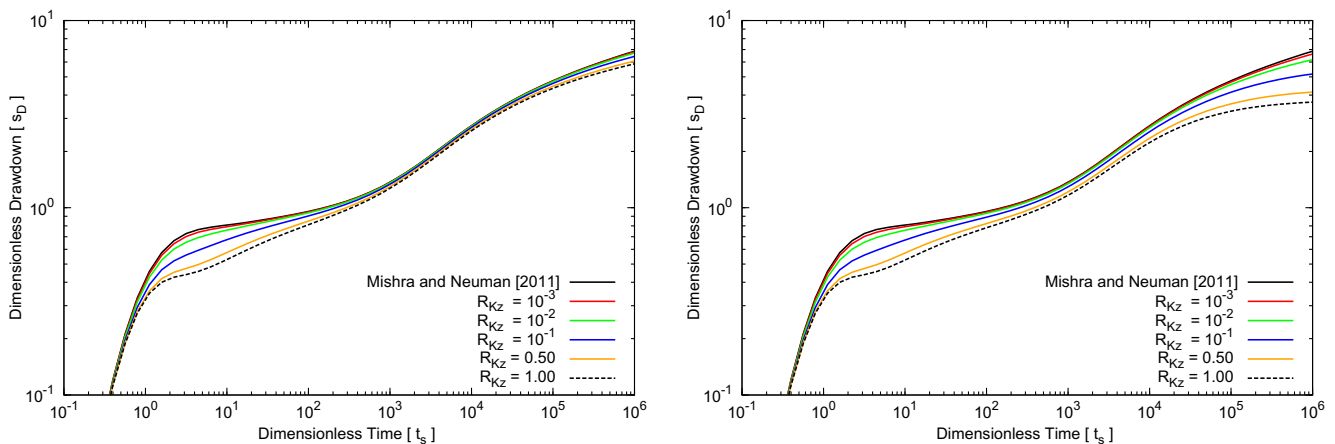 Dimensionless Drawdown [ s_D ]
10^1
10^0
10^-1
Mishra and Neuman [2011]
R_Kz = 10^-3
R_Kz = 10^-2
R_Kz = 10^-1
R_Kz = 0.50
R_Kz = 1.00
10^-1 10^0 10^1 10^2 10^3 10^4 10^5 10^6
Dimensionless Time [ t_s ]
Dimensionless Drawdown [ s_D ]
10^1
10^0
10^-1
Mishra and Neuman [2011]
R_Kz = 10^-3
R_Kz = 10^-2
R_Kz = 10^-1
R_Kz = 0.50
R_Kz = 1.00
10^-1 10^0 10^1 10^2 10^3 10^4 10^5 10^6
Dimensionless Time [ t_s ]